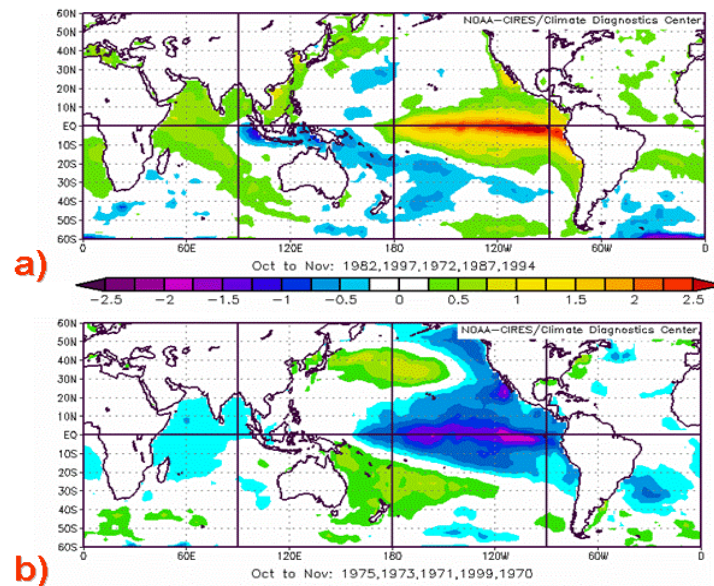 NOAA-CIRES/Climate Diagnostics Center
60N
50N
40N
30N
20N
10N
EQ
10S
20S
30S
40S
50S
60S
0 60E 120E 180 120W 60W 0
a)
Oct to Nov: 1982,1997,1972,1987,1994
-2.5 -2 -1.5 -1 -0.5 0 0.5 1 1.5 2 2.5
NOAA-CIRES/Climate Diagnostics Center
60N
50N
40N
30N
20N
10N
EQ
10S
20S
30S
40S
50S
60S
0 60E 120E 180 120W 60W 0
b)
Oct to Nov: 1975,1973,1971,1999,1970